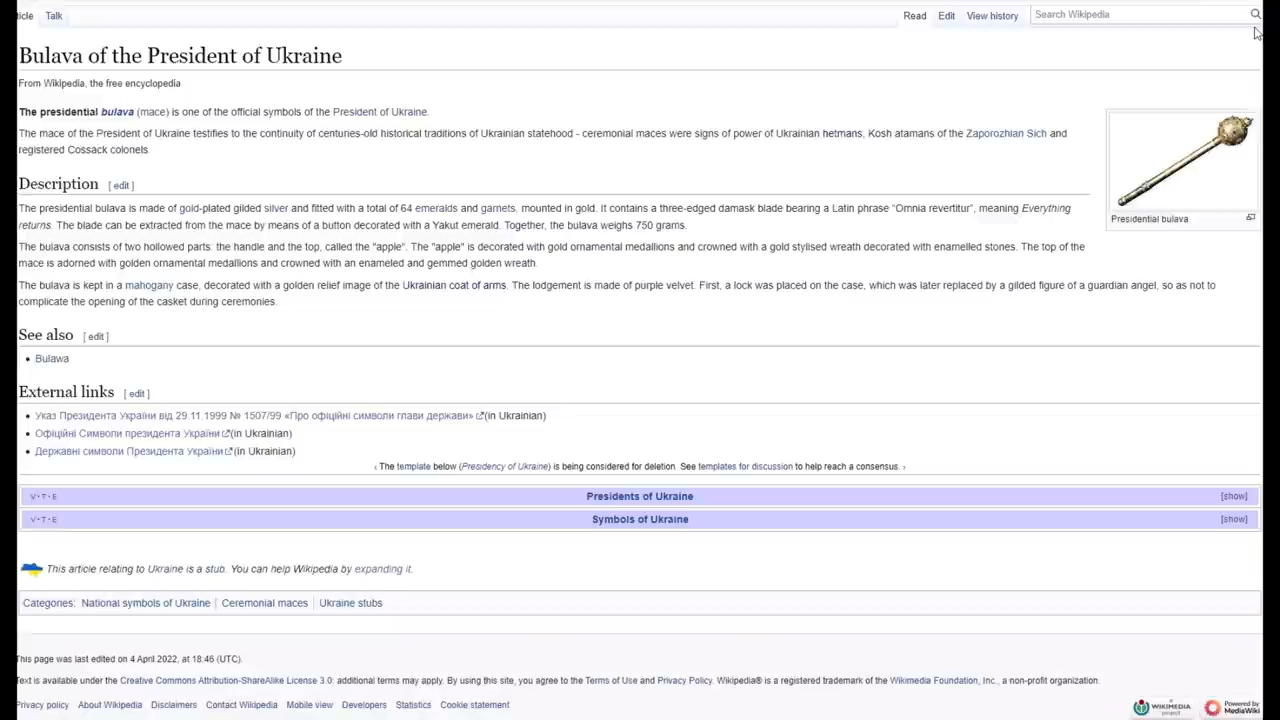 ticle Talk Read Edit View history Search Wikipedia
Bulava of the President of Ukraine
From Wikipedia, the free encyclopedia
The presidential bulava (mace) is one of the official symbols of the President of Ukraine.
The mace of the President of Ukraine testifies to the continuity of centuries-old historical traditions of Ukrainian statehood - ceremonial maces were signs of power of Ukrainian hetmans, Kosh atamans of the Zaporozhian Sich and
registered Cossack colonels
Presidential bulava
Description [ edit ]
The presidential bulava is made of gold-plated gilded silver and fitted with a total of 64 emeralds and garnets, mounted in gold. It contains a three-edged damask blade bearing a Latin phrase "Omnia revertitur", meaning Everything
returns. The blade can be extracted from the mace by means of a button decorated with a Yakut emerald. Together, the bulava weighs 750 grams.
The bulava consists of two hollowed parts: the handle and the top, called the "apple". The "apple" is decorated with gold ornamental medallions and crowned with a gold stylised wreath decorated with enamelled stones. The top of the
mace is adorned with golden ornamental medallions and crowned with an enameled and gemmed golden wreath.
The bulava is kept in a mahogany case, decorated with a golden relief image of the Ukrainian coat of arms. The lodgement is made of purple velvet. First, a lock was placed on the case, which was later replaced by a gilded figure of a guardian angel, so as not to
complicate the opening of the casket during ceremonies.
See also [ edit ]
• Bulawa
External links [ edit ]
• Указ Президента України від 29.11.1999 № 1507/99 «Про офіційні символи глави держави» (in Ukrainian)
• Офіційні Символи президента України (in Ukrainian)
• Державні символи Президента України (in Ukrainian)
‹ The template below (Presidency of Ukraine) is being considered for deletion. See templates for discussion to help reach a consensus. ›
V·T·E Presidents of Ukraine [show]
V·T·E Symbols of Ukraine [show]
This article relating to Ukraine is a stub. You can help Wikipedia by expanding it.
Categories: National symbols of Ukraine | Ceremonial maces | Ukraine stubs
This page was last edited on 4 April 2022, at 18:46 (UTC).
Text is available under the Creative Commons Attribution-ShareAlike License 3.0; additional terms may apply. By using this site, you agree to the Terms of Use and Privacy Policy. Wikipedia® is a registered trademark of the Wikimedia Foundation, Inc., a non-profit organization.
Privacy policy About Wikipedia Disclaimers Contact Wikipedia Mobile view Developers Statistics Cookie statement
A WIKIMEDIA project Powered by MediaWiki